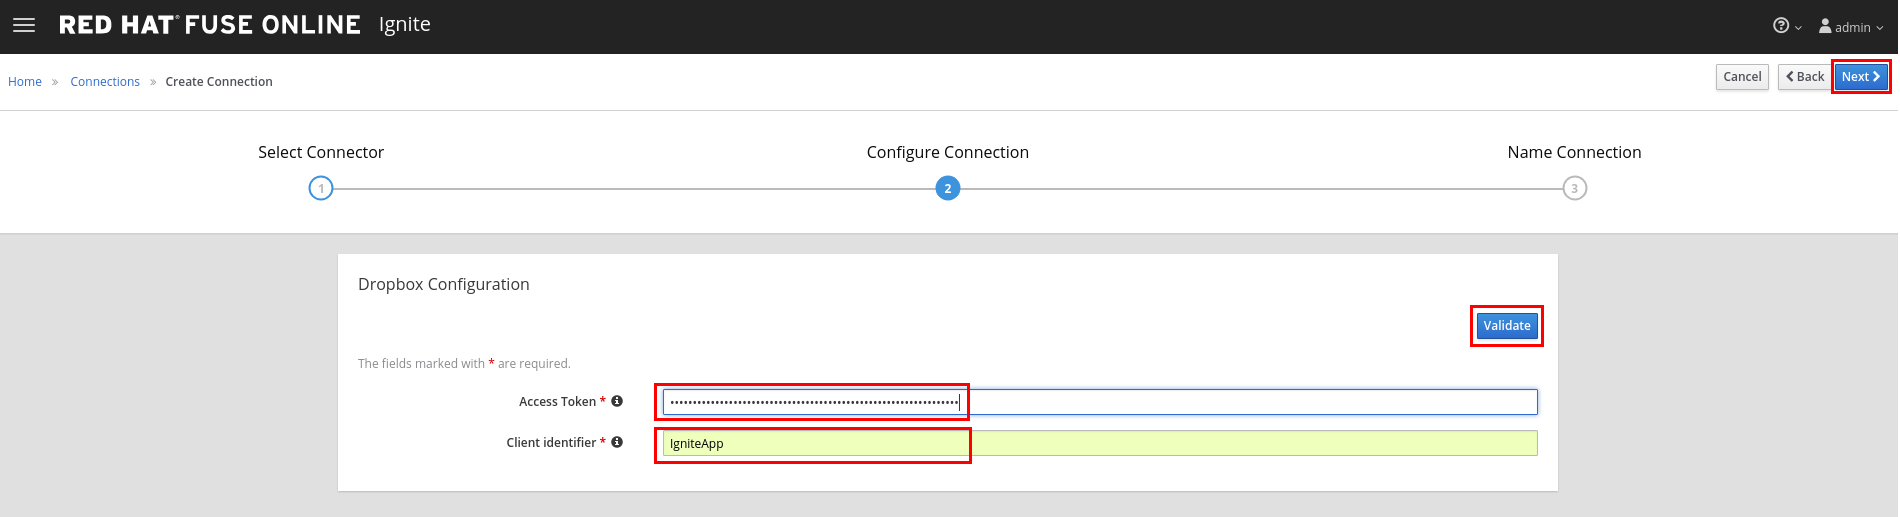 RED HAT® FUSE ONLINE Ignite
admin
Home » Connections » Create Connection
Cancel
Back
Next
Select Connector
Configure Connection
Name Connection
1
2
3
Dropbox Configuration
Validate
The fields marked with * are required.
Access Token *
••••••••••••••••••••••••••••••••••••••••••••••••••••••••••••••••
Client identifier *
IgniteApp